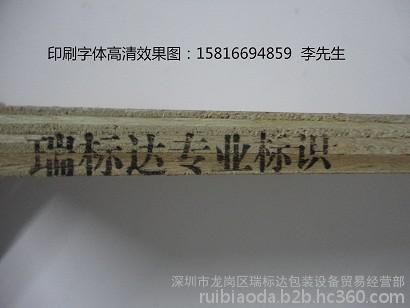 印刷字体高清效果图：15816694859 李先生
瑞标达专业标识
深圳市龙岗区瑞标达包装设备贸易经营部
ruibiaoda.b2b.hc360.com